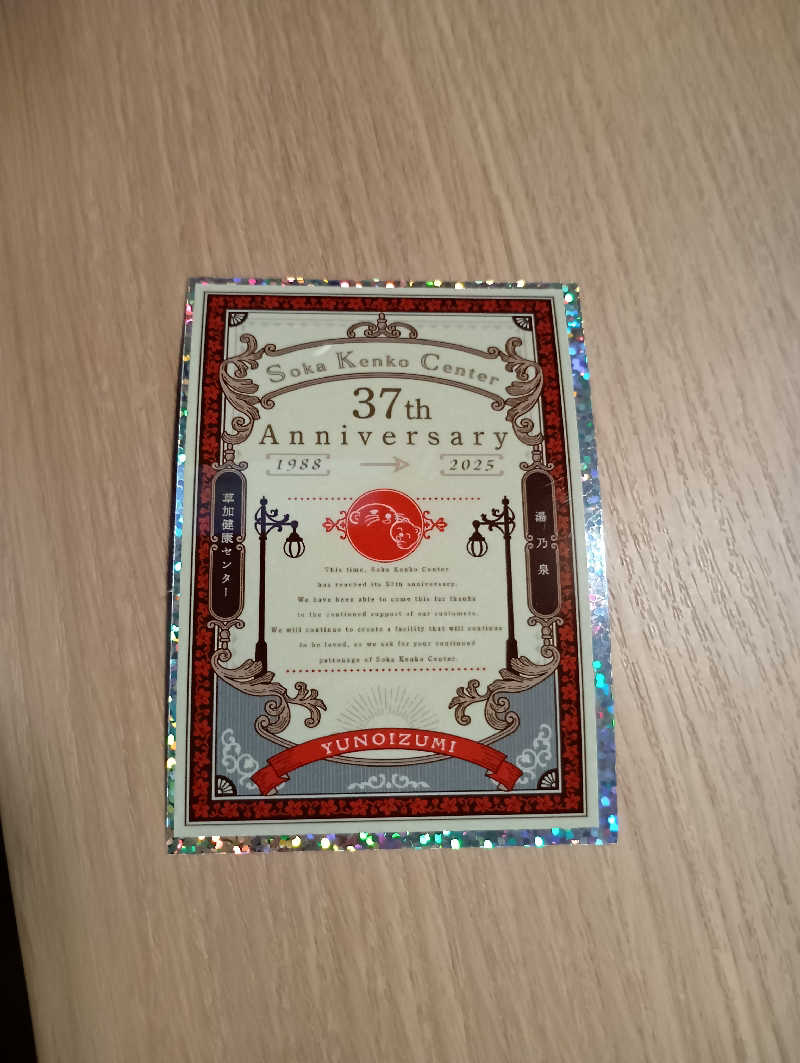 Soka Kenko Center
37th
Anniversary
1988 2025
草加健康センター
湯乃泉
This time, Soka Kenko Center
has reached its 37th anniversary.
We have been able to come this far thanks
to the continued support of our customers.
We will continue to create a facility that will continue
to be loved, so we ask for your continued
patronage of Soka Kenko Center.
YUNOIZUMI